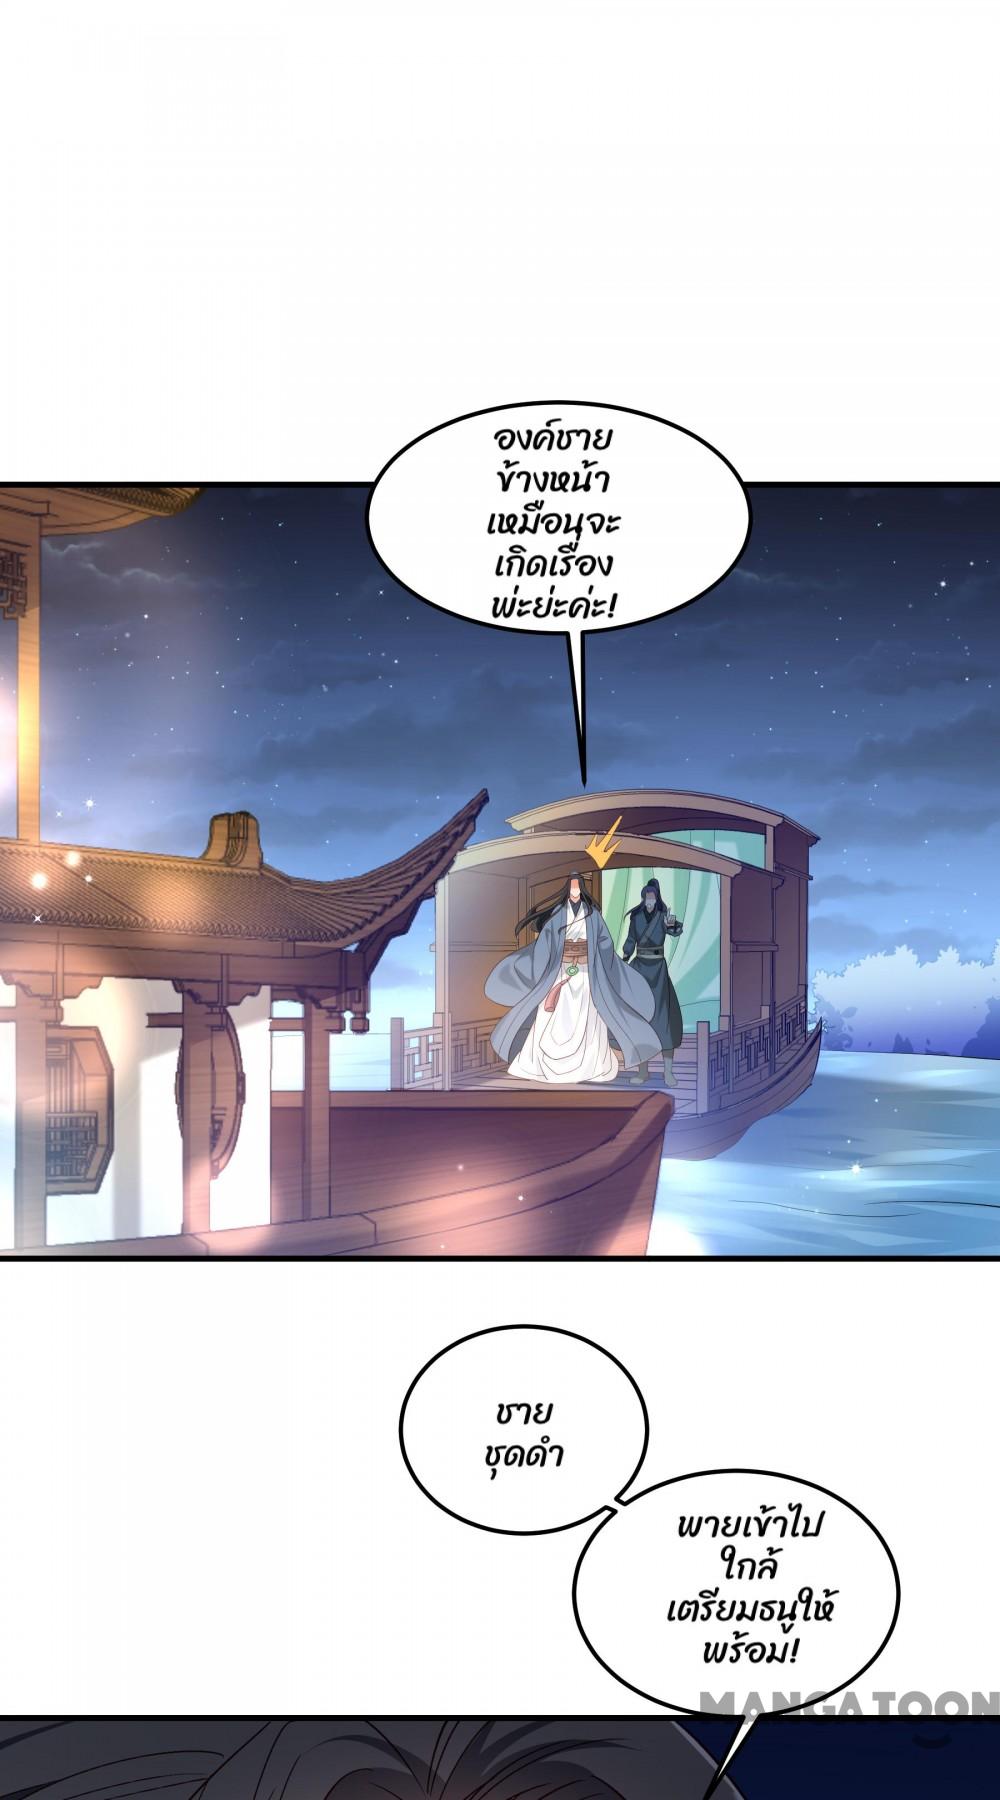 องค์ชาย
ข้างหน้า
เหมือนจะ
เกิดเรื่อง
พ่ะย่ะค่ะ!
ชาย
ชุดดำ
พายเข้าไป
ใกล้
เตรียมธนูให้
พร้อม!
MANGATOON